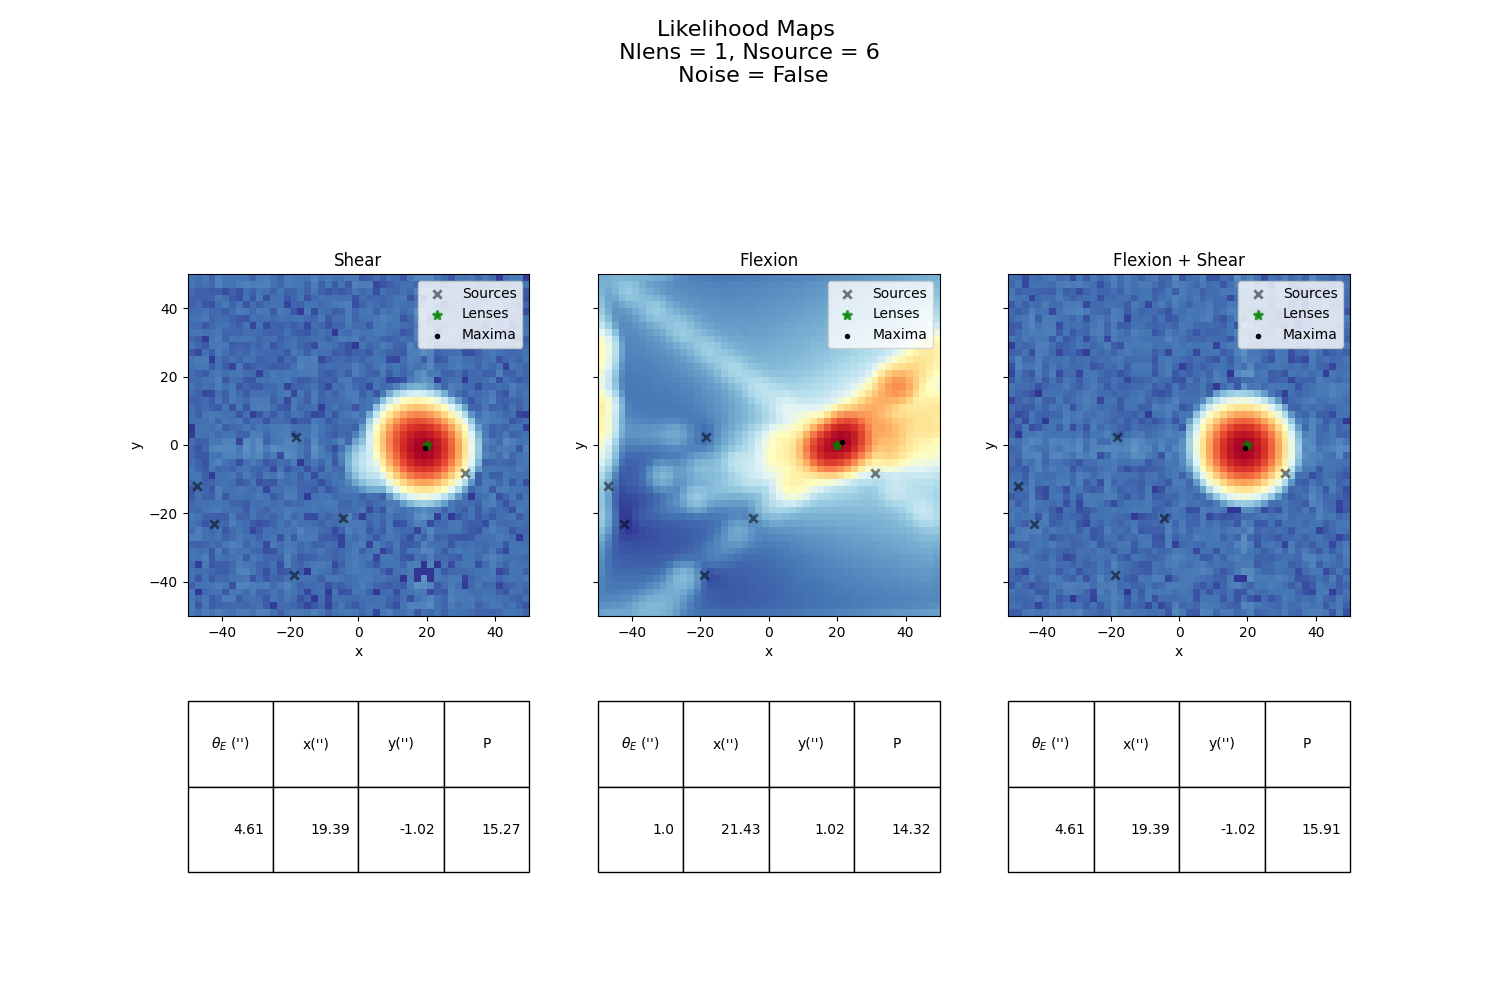 Likelihood Maps
Nlens = 1, Nsource = 6
Noise = False
Shear
Sources
Lenses
Maxima
y
40
20
0
−20
−40
−40 −20 0 20 40
x
Flexion
Sources
Lenses
Maxima
y
−40 −20 0 20 40
x
Flexion + Shear
Sources
Lenses
Maxima
y
−40 −20 0 20 40
x
θ_E ('') x('') y('') P
4.61 19.39 -1.02 15.27
θ_E ('') x('') y('') P
1.0 21.43 1.02 14.32
θ_E ('') x('') y('') P
4.61 19.39 -1.02 15.91